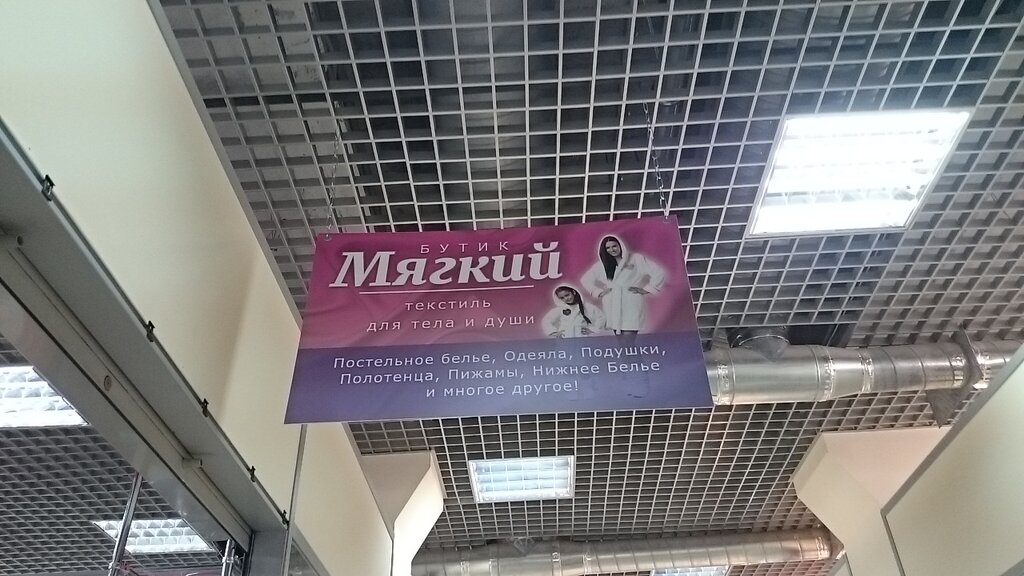 БУТИК
Мягкий
текстиль
для тела и души
Постельное белье, Одеяла, Подушки,
Полотенца, Пижамы, Нижнее Белье
и многое другое!